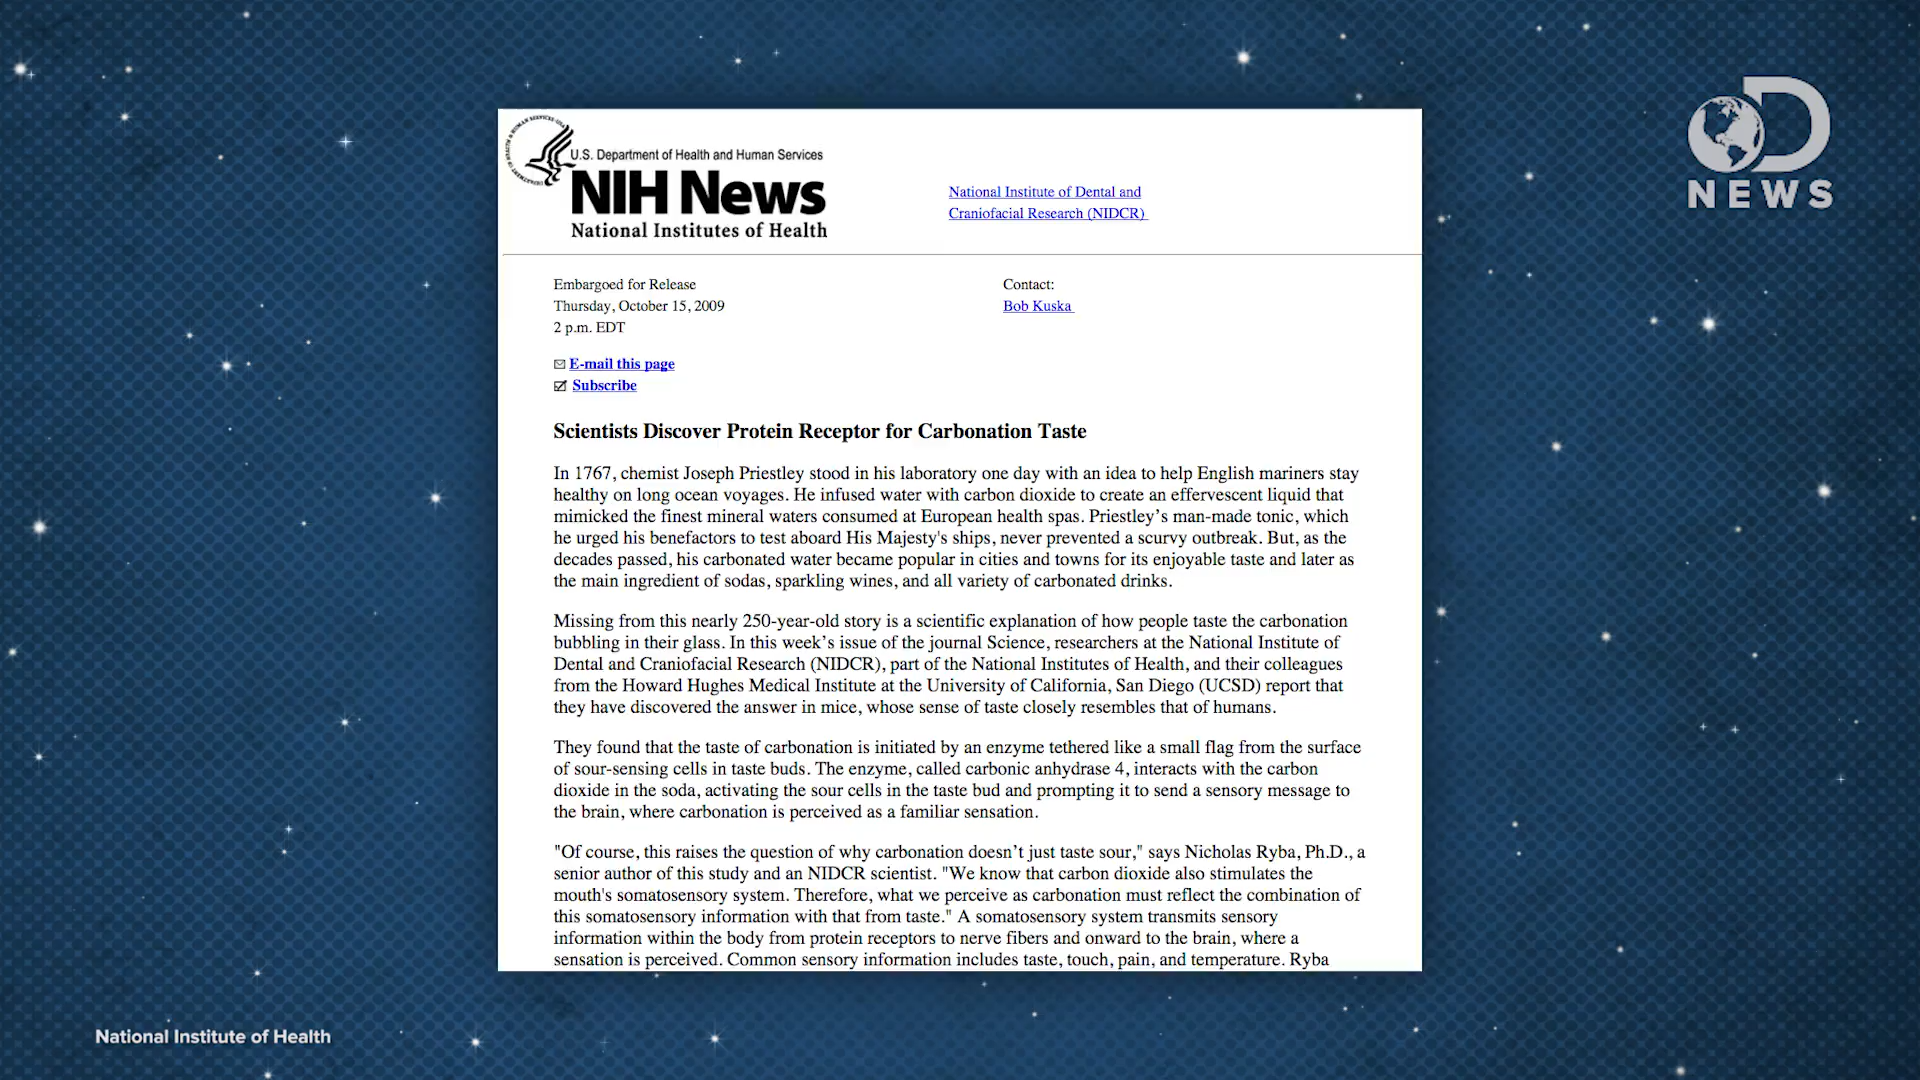 D
NEWS
U.S. Department of Health and Human Services
NIH News
National Institutes of Health
National Institute of Dental and
Craniofacial Research (NIDCR)
Embargoed for Release
Thursday, October 15, 2009
2 p.m. EDT
Contact:
Bob Kuska
E-mail this page
Subscribe
Scientists Discover Protein Receptor for Carbonation Taste
In 1767, chemist Joseph Priestley stood in his laboratory one day with an idea to help English mariners stay
healthy on long ocean voyages. He infused water with carbon dioxide to create an effervescent liquid that
mimicked the finest mineral waters consumed at European health spas. Priestley’s man-made tonic, which
he urged his benefactors to test aboard His Majesty's ships, never prevented a scurvy outbreak. But, as the
decades passed, his carbonated water became popular in cities and towns for its enjoyable taste and later as
the main ingredient of sodas, sparkling wines, and all variety of carbonated drinks.
Missing from this nearly 250-year-old story is a scientific explanation of how people taste the carbonation
bubbling in their glass. In this week’s issue of the journal Science, researchers at the National Institute of
Dental and Craniofacial Research (NIDCR), part of the National Institutes of Health, and their colleagues
from the Howard Hughes Medical Institute at the University of California, San Diego (UCSD) report that
they have discovered the answer in mice, whose sense of taste closely resembles that of humans.
They found that the taste of carbonation is initiated by an enzyme tethered like a small flag from the surface
of sour-sensing cells in taste buds. The enzyme, called carbonic anhydrase 4, interacts with the carbon
dioxide in the soda, activating the sour cells in the taste bud and prompting it to send a sensory message to
the brain, where carbonation is perceived as a familiar sensation.
"Of course, this raises the question of why carbonation doesn’t just taste sour," says Nicholas Ryba, Ph.D., a
senior author of this study and an NIDCR scientist. "We know that carbon dioxide also stimulates the
mouth's somatosensory system. Therefore, what we perceive as carbonation must reflect the combination of
this somatosensory information with that from taste." A somatosensory system transmits sensory
information within the body from protein receptors to nerve fibers and onward to the brain, where a
sensation is perceived. Common sensory information includes taste, touch, pain, and temperature. Ryba
National Institute of Health